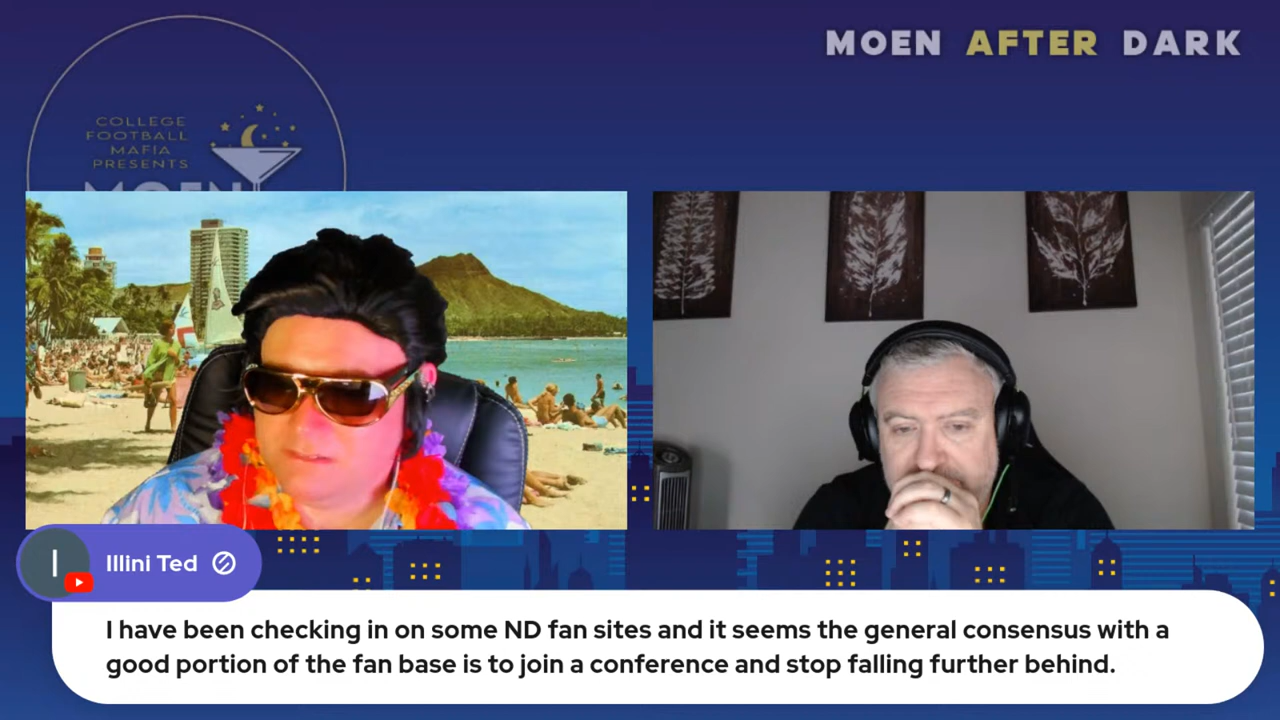 MOEN AFTER DARK
COLLEGE
FOOTBALL
MAFIA
PRESENTS
MOEN
I
Illini Ted
I have been checking in on some ND fan sites and it seems the general consensus with a
good portion of the fan base is to join a conference and stop falling further behind.